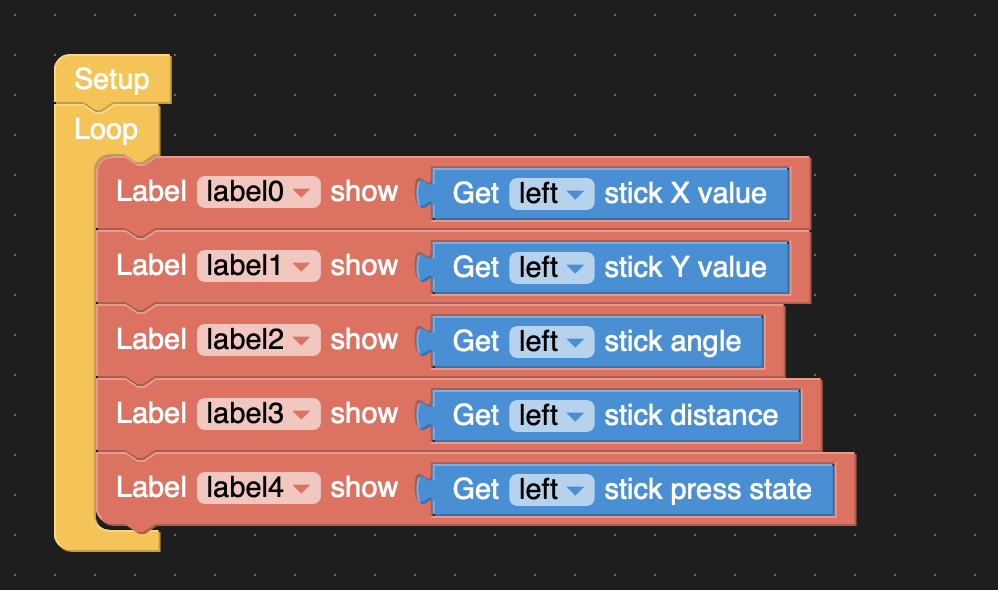 Setup
Loop
Label label0 show Get left stick X value
Label label1 show Get left stick Y value
Label label2 show Get left stick angle
Label label3 show Get left stick distance
Label label4 show Get left stick press state